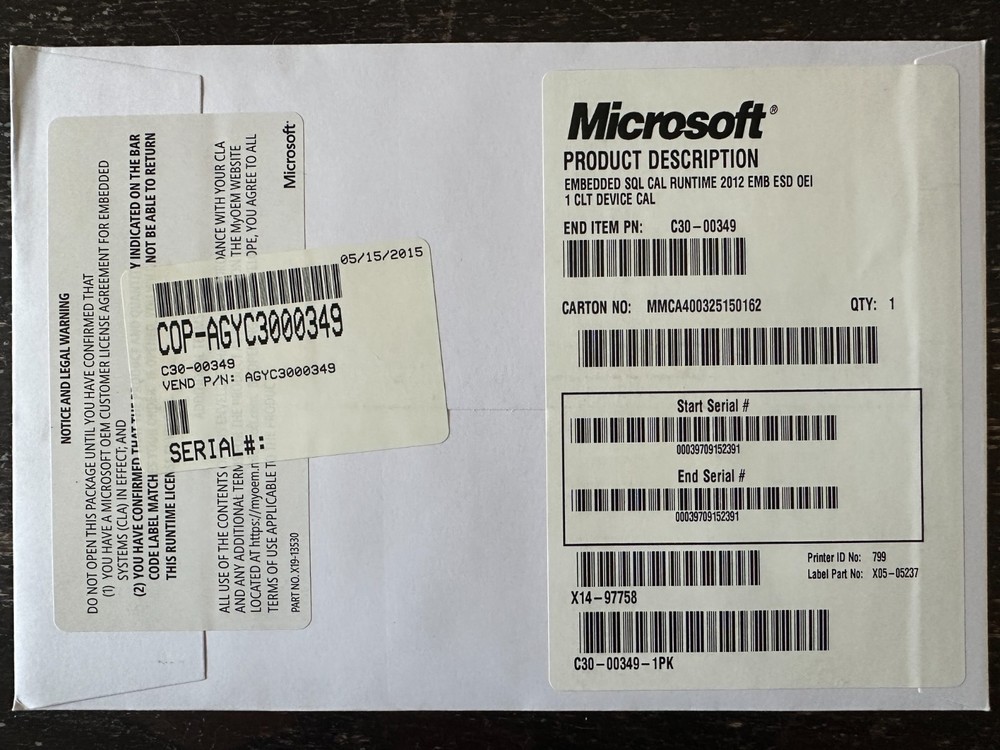 NOTICE AND LEGAL WARNING
DO NOT OPEN THIS PACKAGE UNTIL YOU HAVE CONFIRMED THAT
(1) YOU HAVE A MICROSOFT OEM CUSTOMER LICENSE AGREEMENT FOR EMBEDDED
SYSTEMS (CLA) IN EFFECT; AND
(2) YOU HAVE CONFIRMED THAT Y INDICATED ON THE BAR
CODE LABEL MATCH NOT BE ABLE TO RETURN
THIS RUNTIME LICEN
ALL USE OF THE CONTENTS DANCE WITH YOUR CLA
AND ANY ADDITIONAL TERM THE MyOEM WEBSITE
LOCATED AT https://myoem. OPE, YOU AGREE TO ALL
TERMS OF USE APPLICABLE T
PART NO. X19-13530
Microsoft
05/15/2015
COP-AGYC3000349
C30-00349
VEND P/N: AGYC3000349
SERIAL#:
Microsoft®
PRODUCT DESCRIPTION
EMBEDDED SQL CAL RUNTIME 2012 EMB ESD OEI
1 CLT DEVICE CAL
END ITEM PN: C30-00349
CARTON NO: MMCA400325150162 QTY: 1
Start Serial #
00039709152391
End Serial #
00039709152391
Printer ID No: 799
Label Part No: X05-05237
X14-97758
C30-00349-1PK